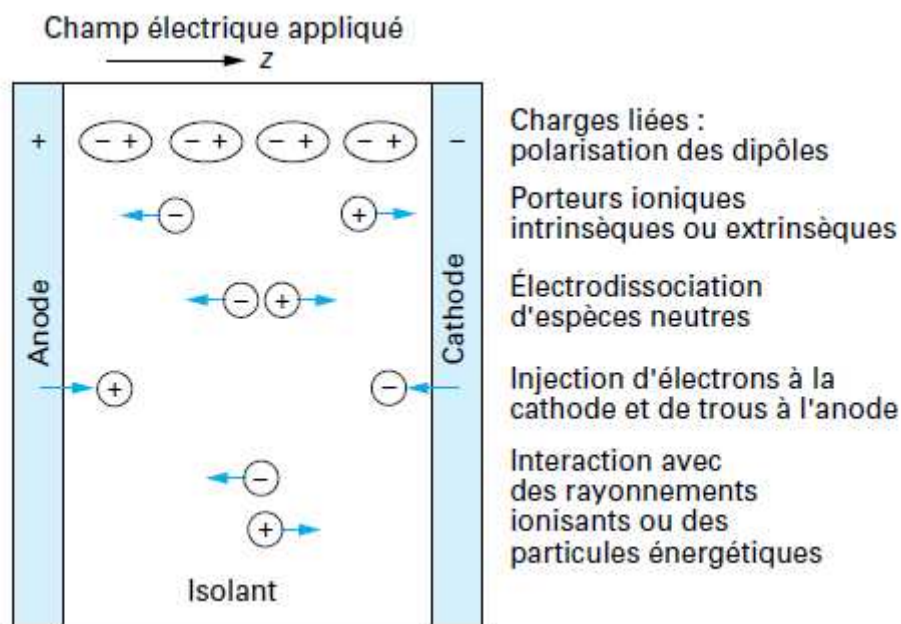 Champ électrique appliqué
z
+
– + – + – + – +
–
Charges liées :
polarisation des dipôles
– +
Porteurs ioniques
intrinsèques ou extrinsèques
– +
Électrodissociation
d'espèces neutres
Anode
Cathode
+ –
Injection d'électrons à la
cathode et de trous à l'anode
–
+
Interaction avec
des rayonnements
ionisants ou des
particules énergétiques
Isolant